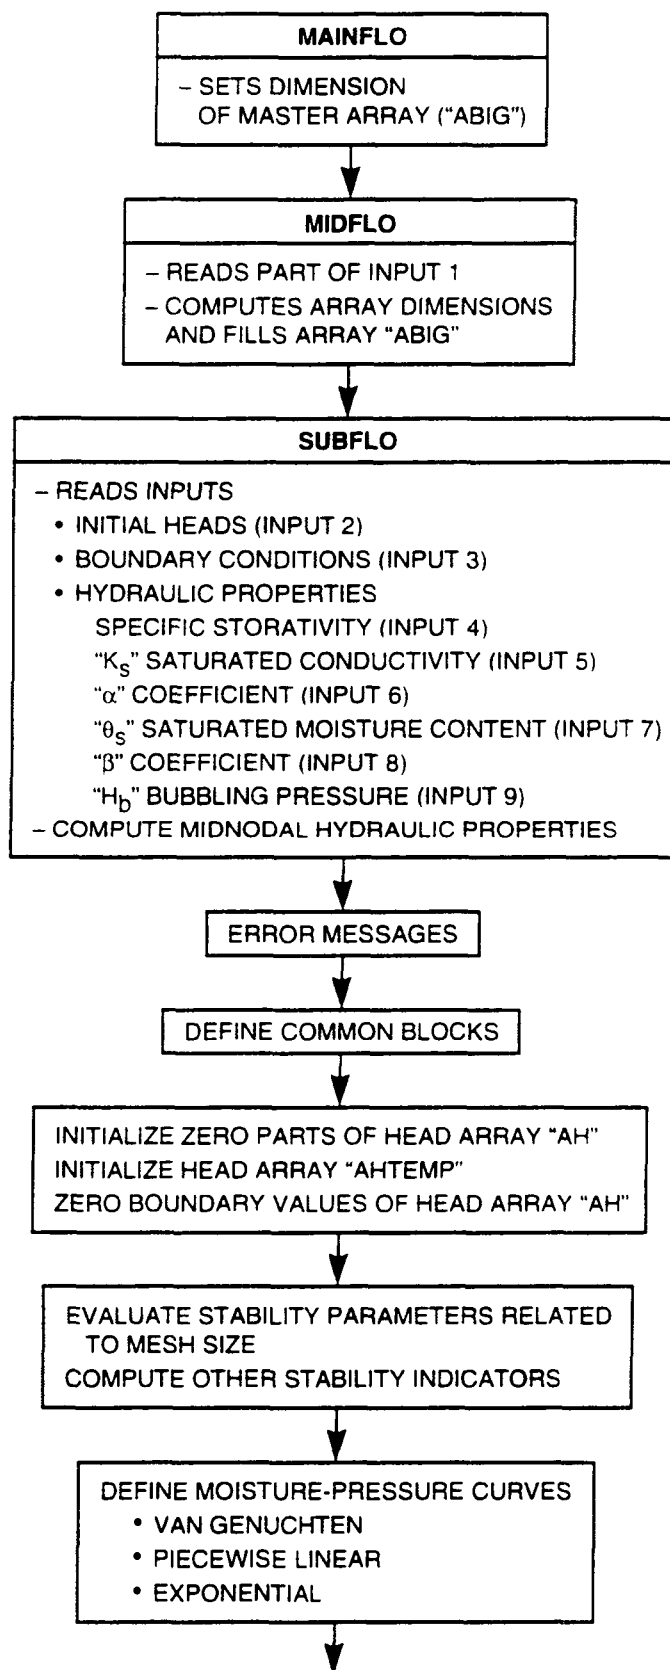 MAINFLO
– SETS DIMENSION
OF MASTER ARRAY (“ABIG”)
MIDFLO
– READS PART OF INPUT 1
– COMPUTES ARRAY DIMENSIONS
AND FILLS ARRAY “ABIG”
SUBFLO
– READS INPUTS
• INITIAL HEADS (INPUT 2)
• BOUNDARY CONDITIONS (INPUT 3)
• HYDRAULIC PROPERTIES
SPECIFIC STORATIVITY (INPUT 4)
“Ks” SATURATED CONDUCTIVITY (INPUT 5)
“α” COEFFICIENT (INPUT 6)
“θs” SATURATED MOISTURE CONTENT (INPUT 7)
“β” COEFFICIENT (INPUT 8)
“Hb” BUBBLING PRESSURE (INPUT 9)
– COMPUTE MIDNODAL HYDRAULIC PROPERTIES
ERROR MESSAGES
DEFINE COMMON BLOCKS
INITIALIZE ZERO PARTS OF HEAD ARRAY “AH”
INITIALIZE HEAD ARRAY “AHTEMP”
ZERO BOUNDARY VALUES OF HEAD ARRAY “AH”
EVALUATE STABILITY PARAMETERS RELATED
TO MESH SIZE
COMPUTE OTHER STABILITY INDICATORS
DEFINE MOISTURE-PRESSURE CURVES
• VAN GENUCHTEN
• PIECEWISE LINEAR
• EXPONENTIAL